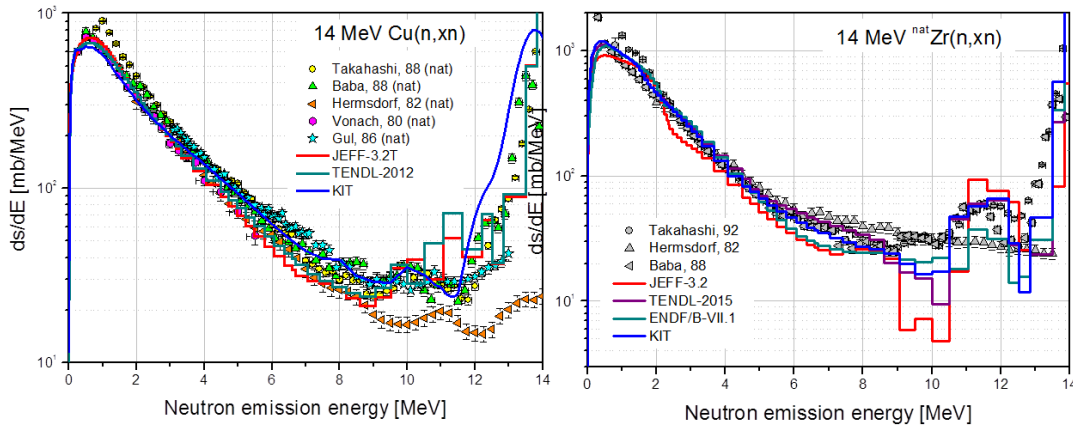 14 MeV Cu(n,xn)
Takahashi, 88 (nat)
Baba, 88 (nat)
Hermsdorf, 82 (nat)
Vonach, 80 (nat)
Gul, 86 (nat)
JEFF-3.2T
TENDL-2012
KIT
ds/dE [mb/MeV]
10³
10²
10¹
0 2 4 6 8 10 12 14
Neutron emission energy [MeV]
14 MeV ⁿᵃᵗZr(n,xn)
Takahashi, 92
Hermsdorf, 82
Baba, 88
JEFF-3.2
TENDL-2015
ENDF/B-VII.1
KIT
ds/dE [mb/MeV]
10³
10²
10¹
0 2 4 6 8 10 12 14
Neutron emission energy [MeV]